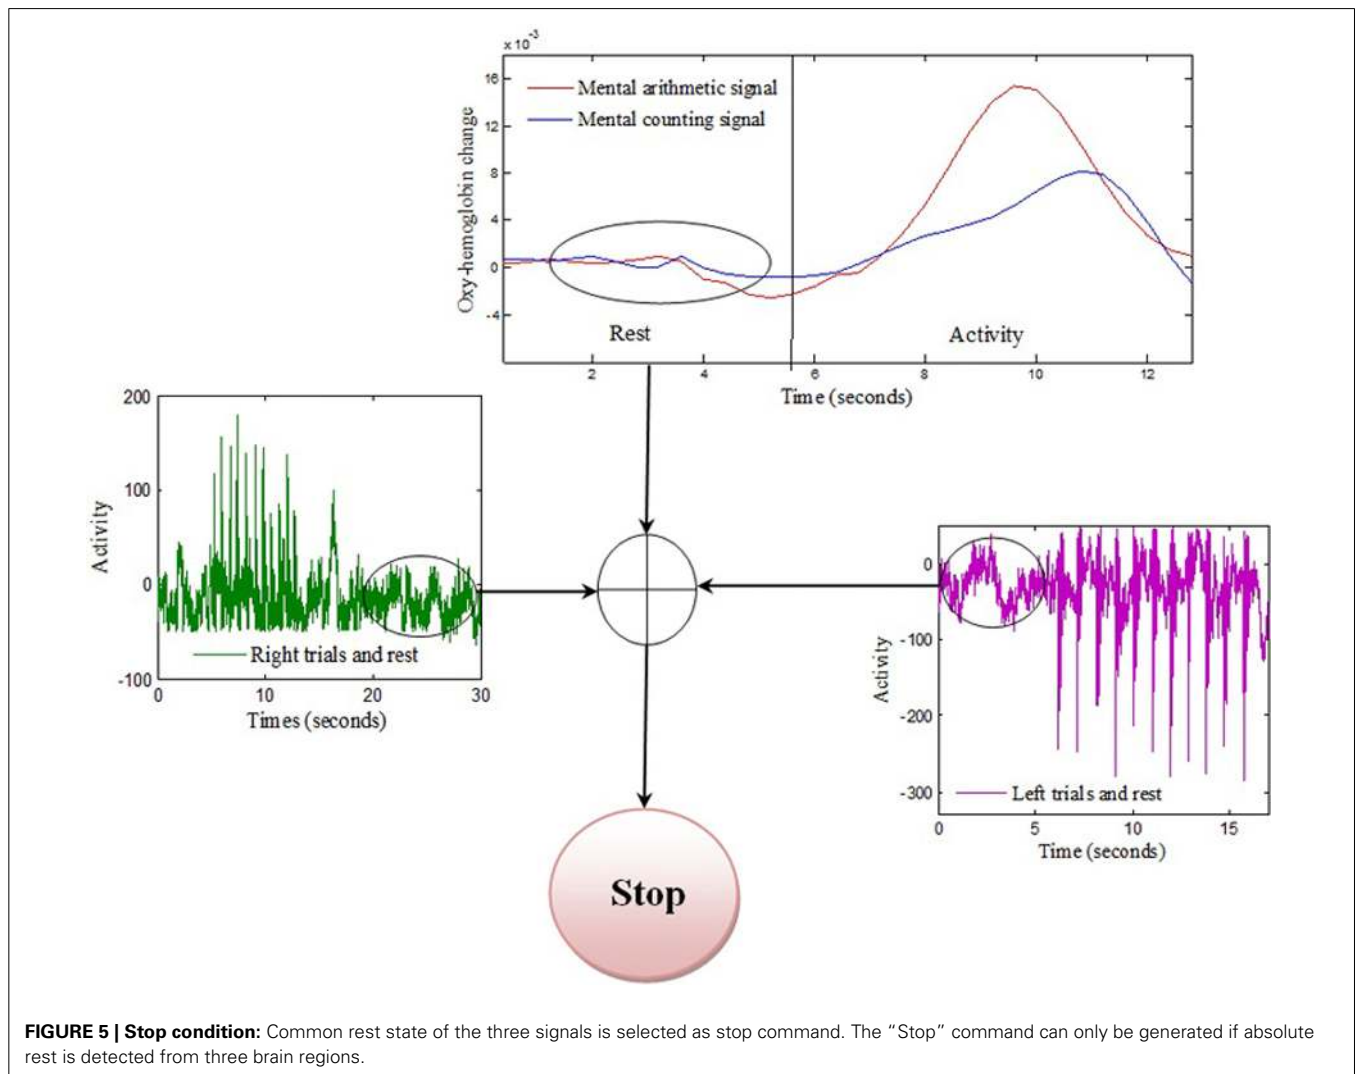 x 10-3
16
12
8
4
0
-4
Oxy-hemoglobin change
Mental arithmetic signal
Mental counting signal
Rest
Activity
2 4 6 8 10 12
Time (seconds)
200
100
0
-100
Activity
Right trials and rest
0 10 20 30
Times (seconds)
0
-100
-200
-300
Activity
Left trials and rest
0 5 10 15
Time (seconds)
Stop
FIGURE 5 | Stop condition: Common rest state of the three signals is selected as stop command. The “Stop” command can only be generated if absolute
rest is detected from three brain regions.